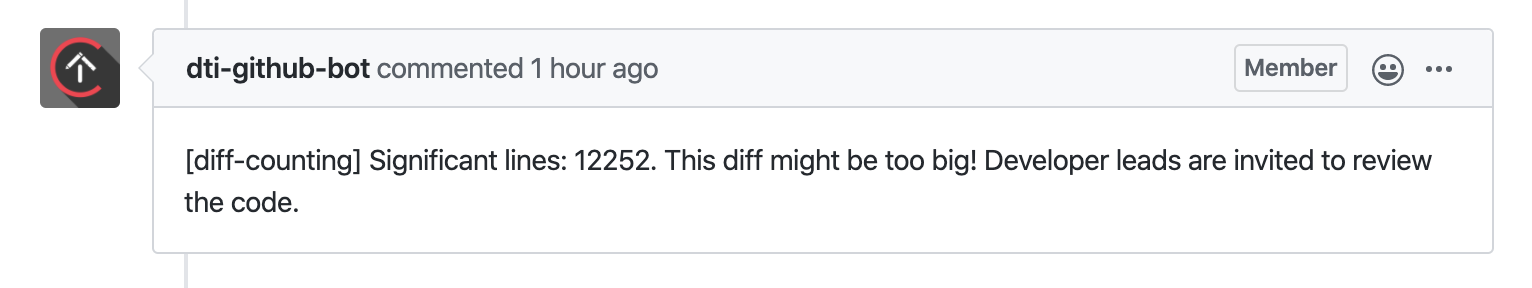 dti-github-bot commented 1 hour ago Member
[diff-counting] Significant lines: 12252. This diff might be too big! Developer leads are invited to review
the code.